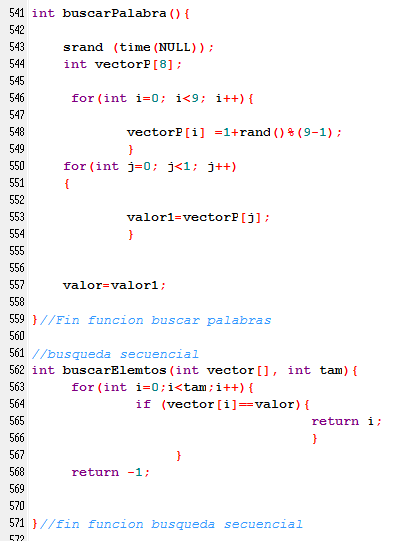 541 int buscarPalabra(){
542
543 srand (time(NULL));
544 int vectorP[8];
545
546 for(int i=0; i<9; i++){
547
548 vectorP[i] =1+rand()%(9-1);
549 }
550 for(int j=0; j<1; j++)
551 {
552
553 valor1=vectorP[j];
554 }
555
556
557 valor=valor1;
558
559 }//Fin funcion buscar palabras
560
561 //busqueda secuencial
562 int buscarElemtos(int vector[], int tam){
563 for(int i=0;i<tam;i++){
564 if (vector[i]==valor){
565 return i;
566 }
567 }
568 return -1;
569
570
571 }//fin funcion busqueda secuencial
572